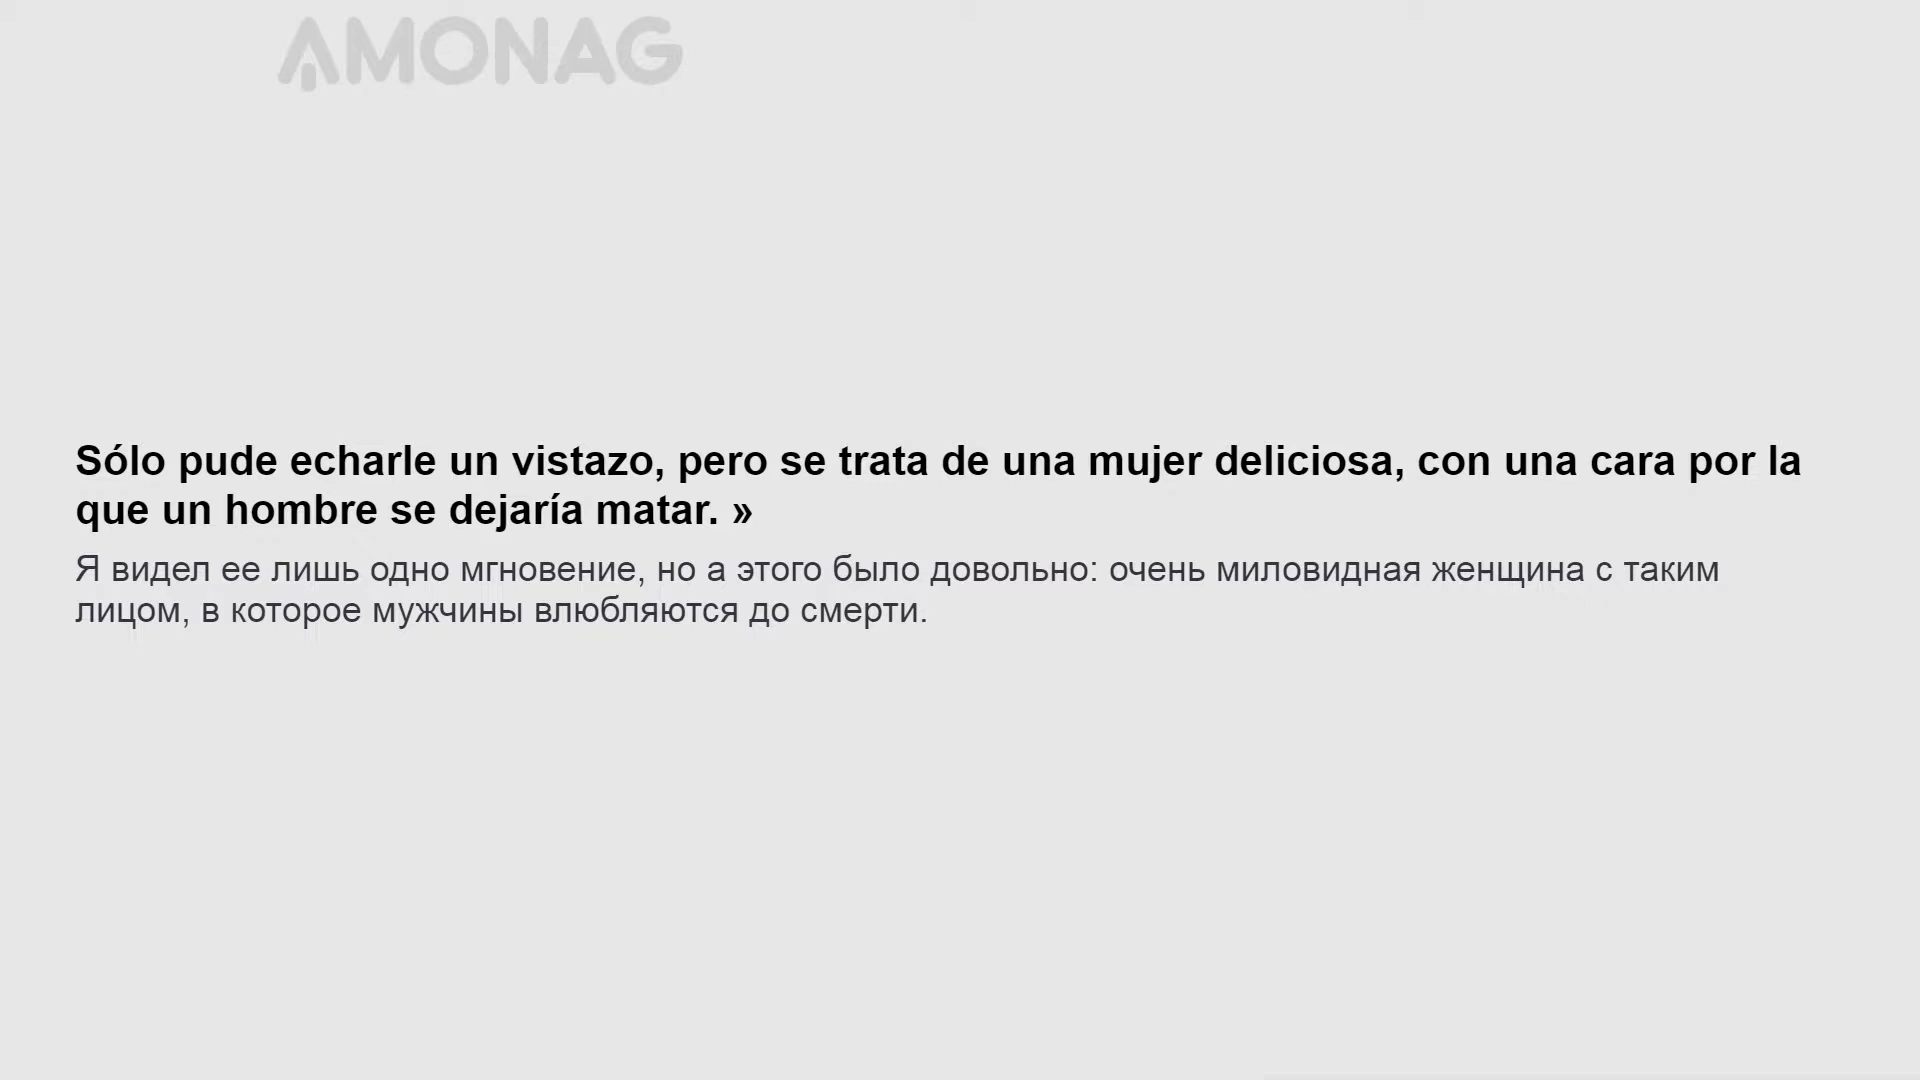 AMONAG
Sólo pude echarle un vistazo, pero se trata de una mujer deliciosa, con una cara por la
que un hombre se dejaría matar. »
Я видел ее лишь одно мгновение, но а этого было довольно: очень миловидная женщина с таким
лицом, в которое мужчины влюбляются до смерти.